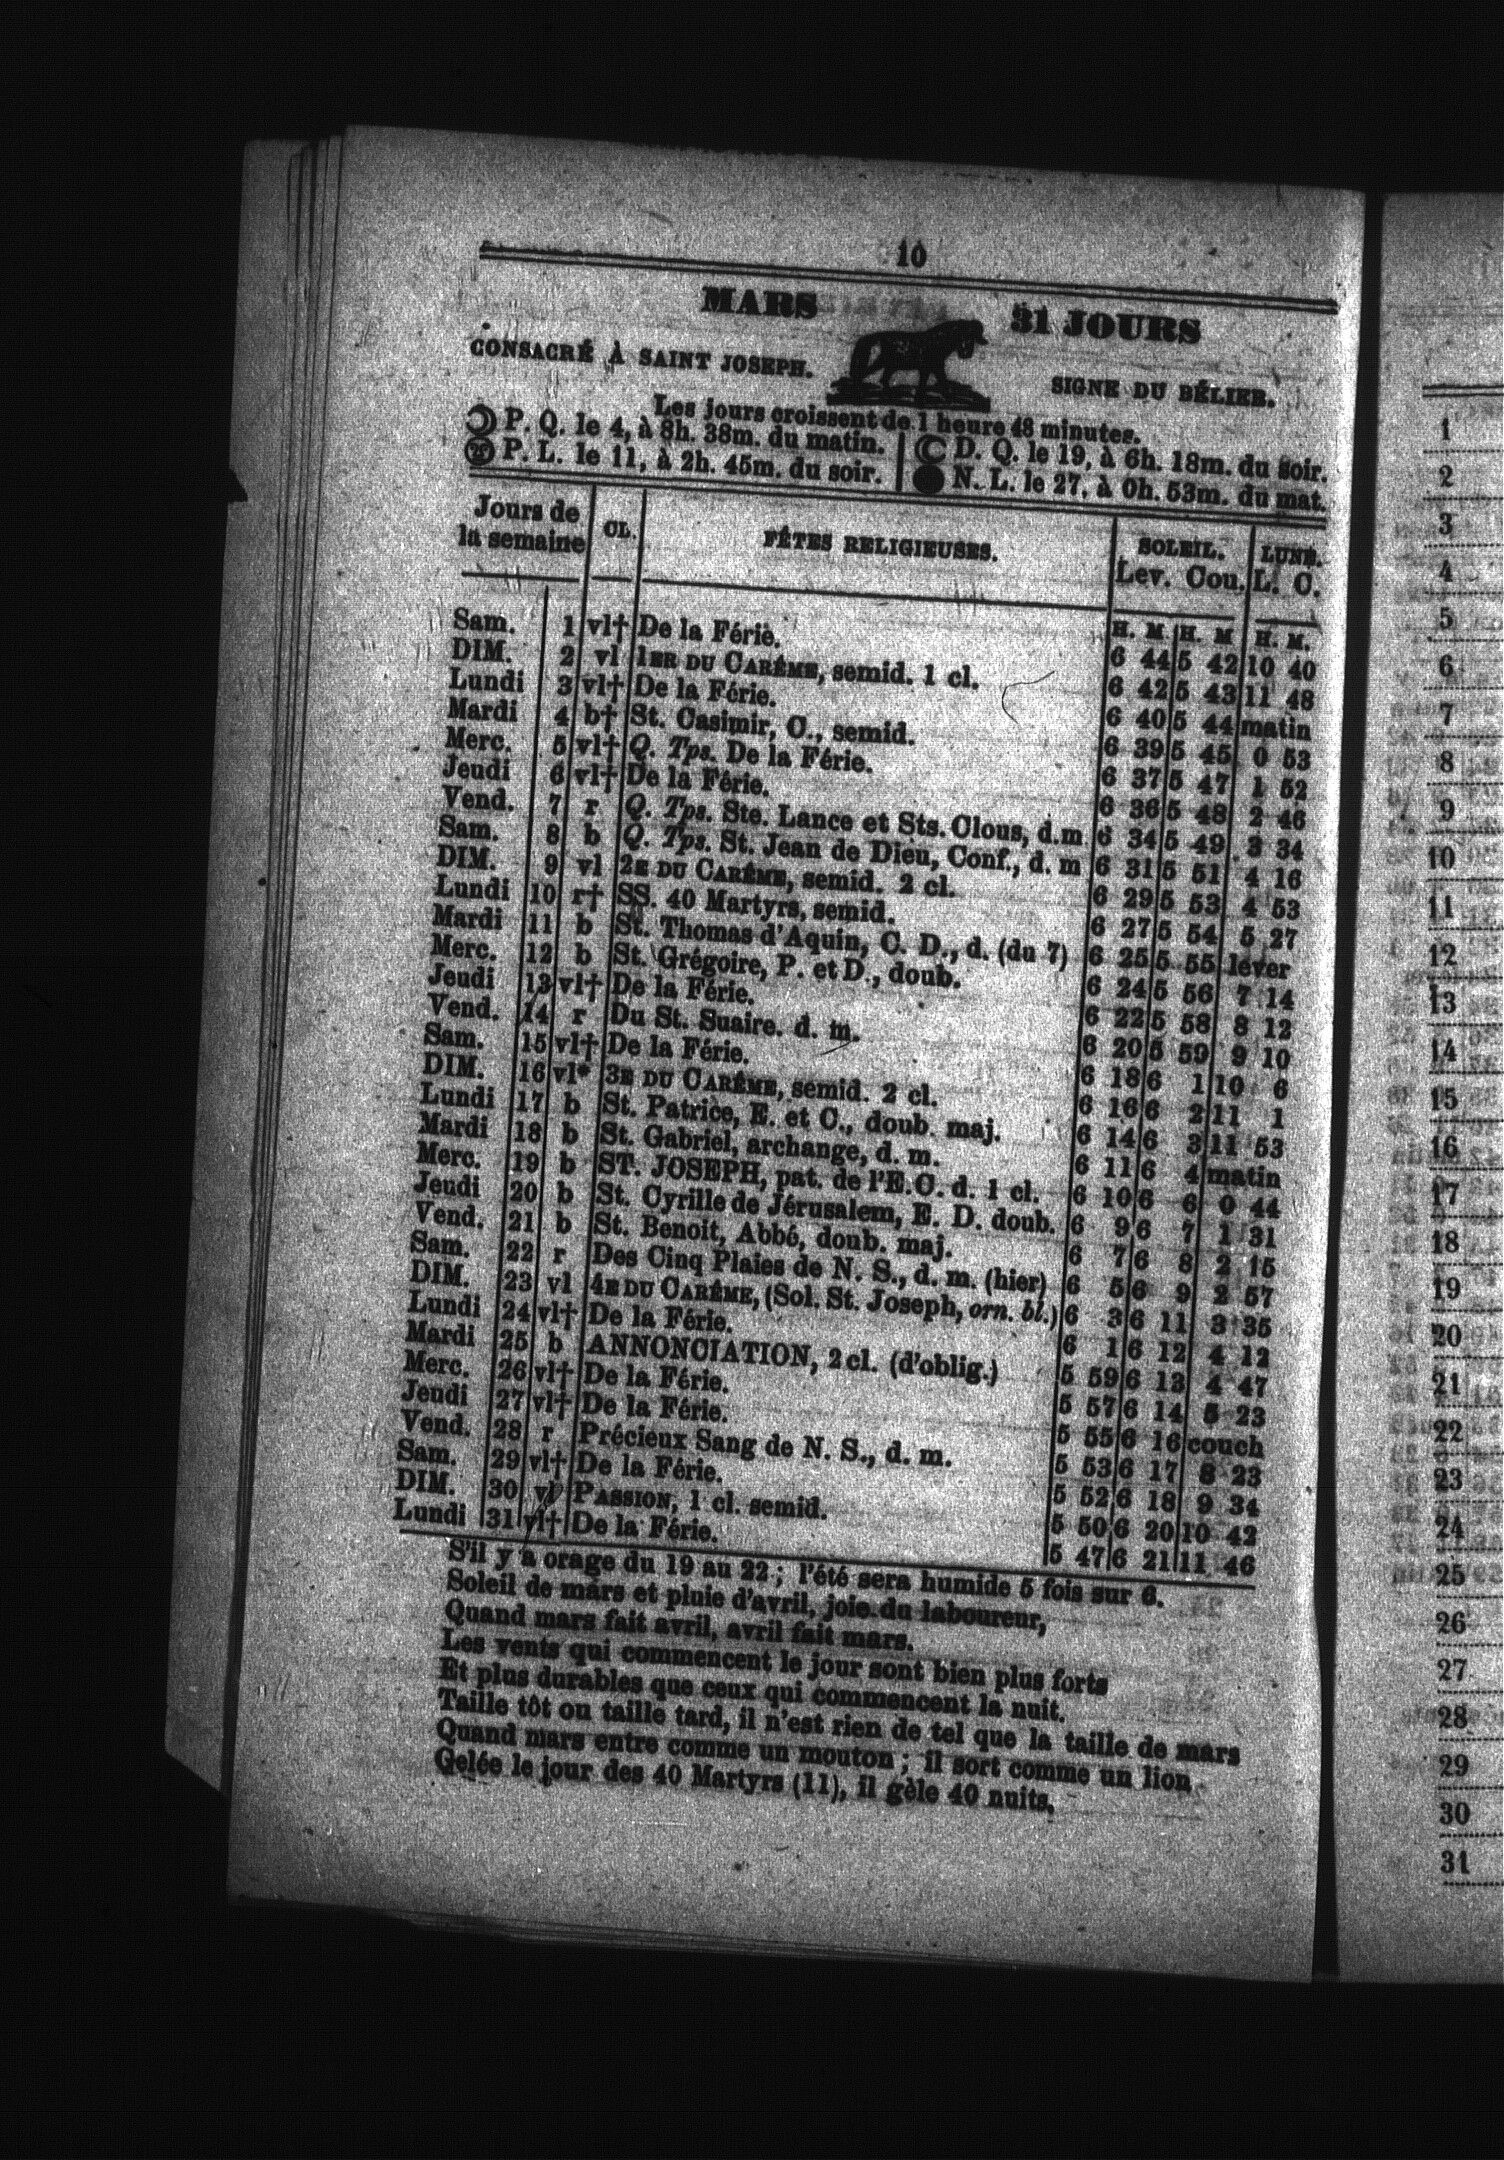 10
MARS 31 JOURS
CONSACRÉ À SAINT JOSEPH. SIGNE DU BÉLIER.
Les jours croissent de 1 heure 48 minutes.
P. Q. le 4, à 8h. 38m. du matin. D. Q. le 19, à 6h. 18m. du soir.
P. L. le 11, à 2h. 45m. du soir. N. L. le 27, à 0h. 53m. du mat.
Jours de la semaine CL. FÊTES RELIGIEUSES. SOLEIL. Lev. Cou. LUNE. L. C.
H. M. H. M H. M.
Sam. 1 vl† De la Férie. 6 44 5 42 10 40
DIM. 2 vl 1ER DU CARÊME, semid. 1 cl. 6 42 5 43 11 48
Lundi 3 vl† De la Férie. 6 40 5 44 matin
Mardi 4 b† St. Casimir, C., semid. 6 39 5 45 0 53
Merc. 5 vl† Q. Tps. De la Férie. 6 37 5 47 1 52
Jeudi 6 vl† De la Férie. 6 36 5 48 2 46
Vend. 7 r Q. Tps. Ste. Lance et Sts. Clous, d.m 6 34 5 49 3 34
Sam. 8 b Q. Tps. St. Jean de Dieu, Conf., d. m 6 31 5 51 4 16
DIM. 9 vl 2E DU CARÊME, semid. 2 cl. 6 29 5 53 4 53
Lundi 10 r† SS. 40 Martyrs, semid. 6 27 5 54 5 27
Mardi 11 b St. Thomas d'Aquin, C. D., d. (du 7) 6 25 5 55 lever
Merc. 12 b St. Grégoire, P. et D., doub. 6 24 5 56 7 14
Jeudi 13 vl† De la Férie. 6 22 5 58 8 12
Vend. 14 r Du St. Suaire. d. m. 6 20 5 59 9 10
Sam. 15 vl† De la Férie. 6 18 6 1 10 6
DIM. 16 vl* 3E DU CARÊME, semid. 2 cl. 6 16 6 2 11 1
Lundi 17 b St. Patrice, E. et C., doub. maj. 6 14 6 3 11 53
Mardi 18 b St. Gabriel, archange, d. m. 6 11 6 4 matin
Merc. 19 b ST. JOSEPH, pat. de l'E.C. d. 1 cl. 6 10 6 6 0 44
Jeudi 20 b St. Cyrille de Jérusalem, E. D. doub. 6 9 6 7 1 31
Vend. 21 b St. Benoit, Abbé, doub. maj. 6 7 6 8 2 15
Sam. 22 r Des Cinq Plaies de N. S., d. m. (hier) 6 5 6 9 2 57
DIM. 23 vl 4E DU CARÊME, (Sol. St. Joseph, orn. bl.) 6 3 6 11 3 35
Lundi 24 vl† De la Férie. 6 1 6 12 4 12
Mardi 25 b ANNONCIATION, 2 cl. (d'oblig.) 5 59 6 13 4 47
Merc. 26 vl† De la Férie. 5 57 6 14 5 23
Jeudi 27 vl† De la Férie. 5 55 6 16 couch
Vend. 28 r Précieux Sang de N. S., d. m. 5 53 6 17 8 23
Sam. 29 vl† De la Férie. 5 52 6 18 9 34
DIM. 30 vl PASSION, 1 cl. semid. 5 50 6 20 10 42
Lundi 31 vl† De la Férie. 5 47 6 21 11 46
S'il y a orage du 19 au 22 ; l'été sera humide 5 fois sur 6.
Soleil de mars et pluie d'avril, joie du laboureur,
Quand mars fait avril, avril fait mars.
Les vents qui commencent le jour sont bien plus forts
Et plus durables que ceux qui commencent la nuit.
Taille tôt ou taille tard, il n'est rien de tel que la taille de mars
Quand mars entre comme un mouton ; il sort comme un lion
Gelée le jour des 40 Martyrs (11), il gèle 40 nuits.
1
2
3
4
5
6
7
8
9
10
11
12
13
14
15
16
17
18
19
20
21
22
23
24
25
26
27
28
29
30
31